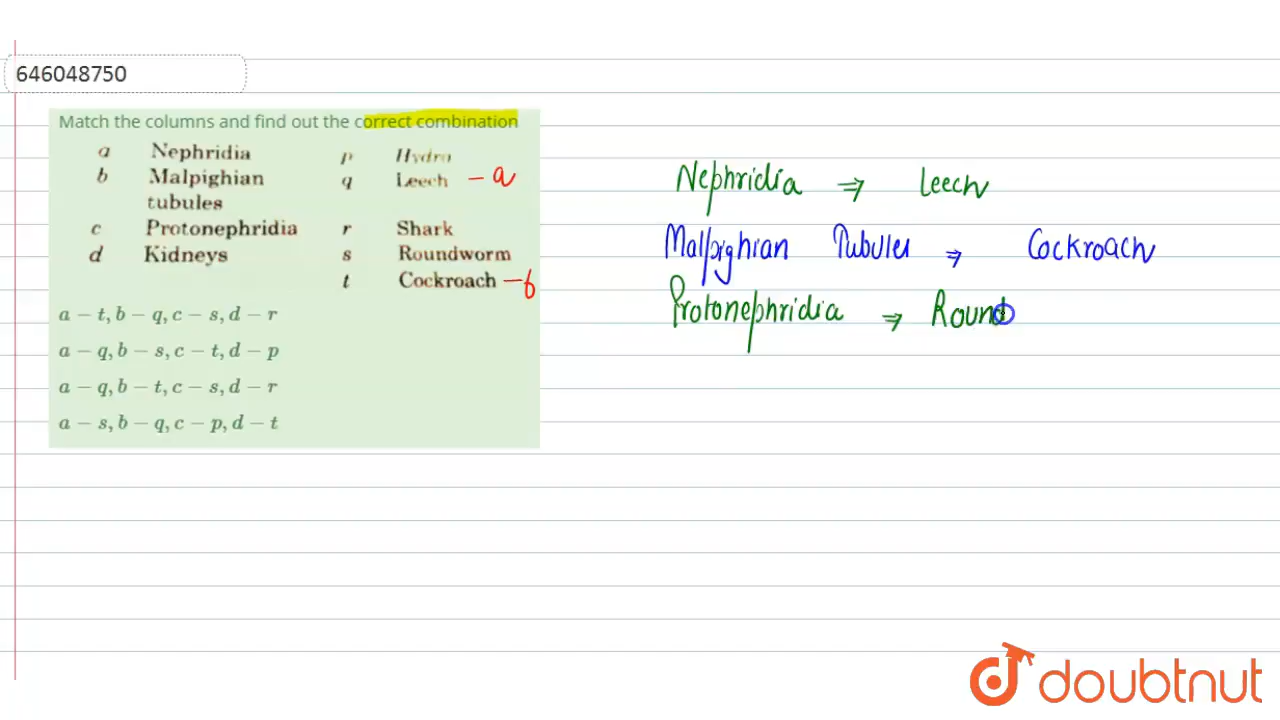 646048750
Match the columns and find out the correct combination
a Nephridia p Hydra
b Malpighian tubules q Leech - a
c Protonephridia r Shark
d Kidneys s Roundworm
t Cockroach - b
a - t, b - q, c - s, d - r
a - q, b - s, c - t, d - p
a - q, b - t, c - s, d - r
a - s, b - q, c - p, d - t
Nephridia ⇒ Leech
Malpighian Tubules ⇒ Cockroach
Protonephridia ⇒ Round
doubtnut